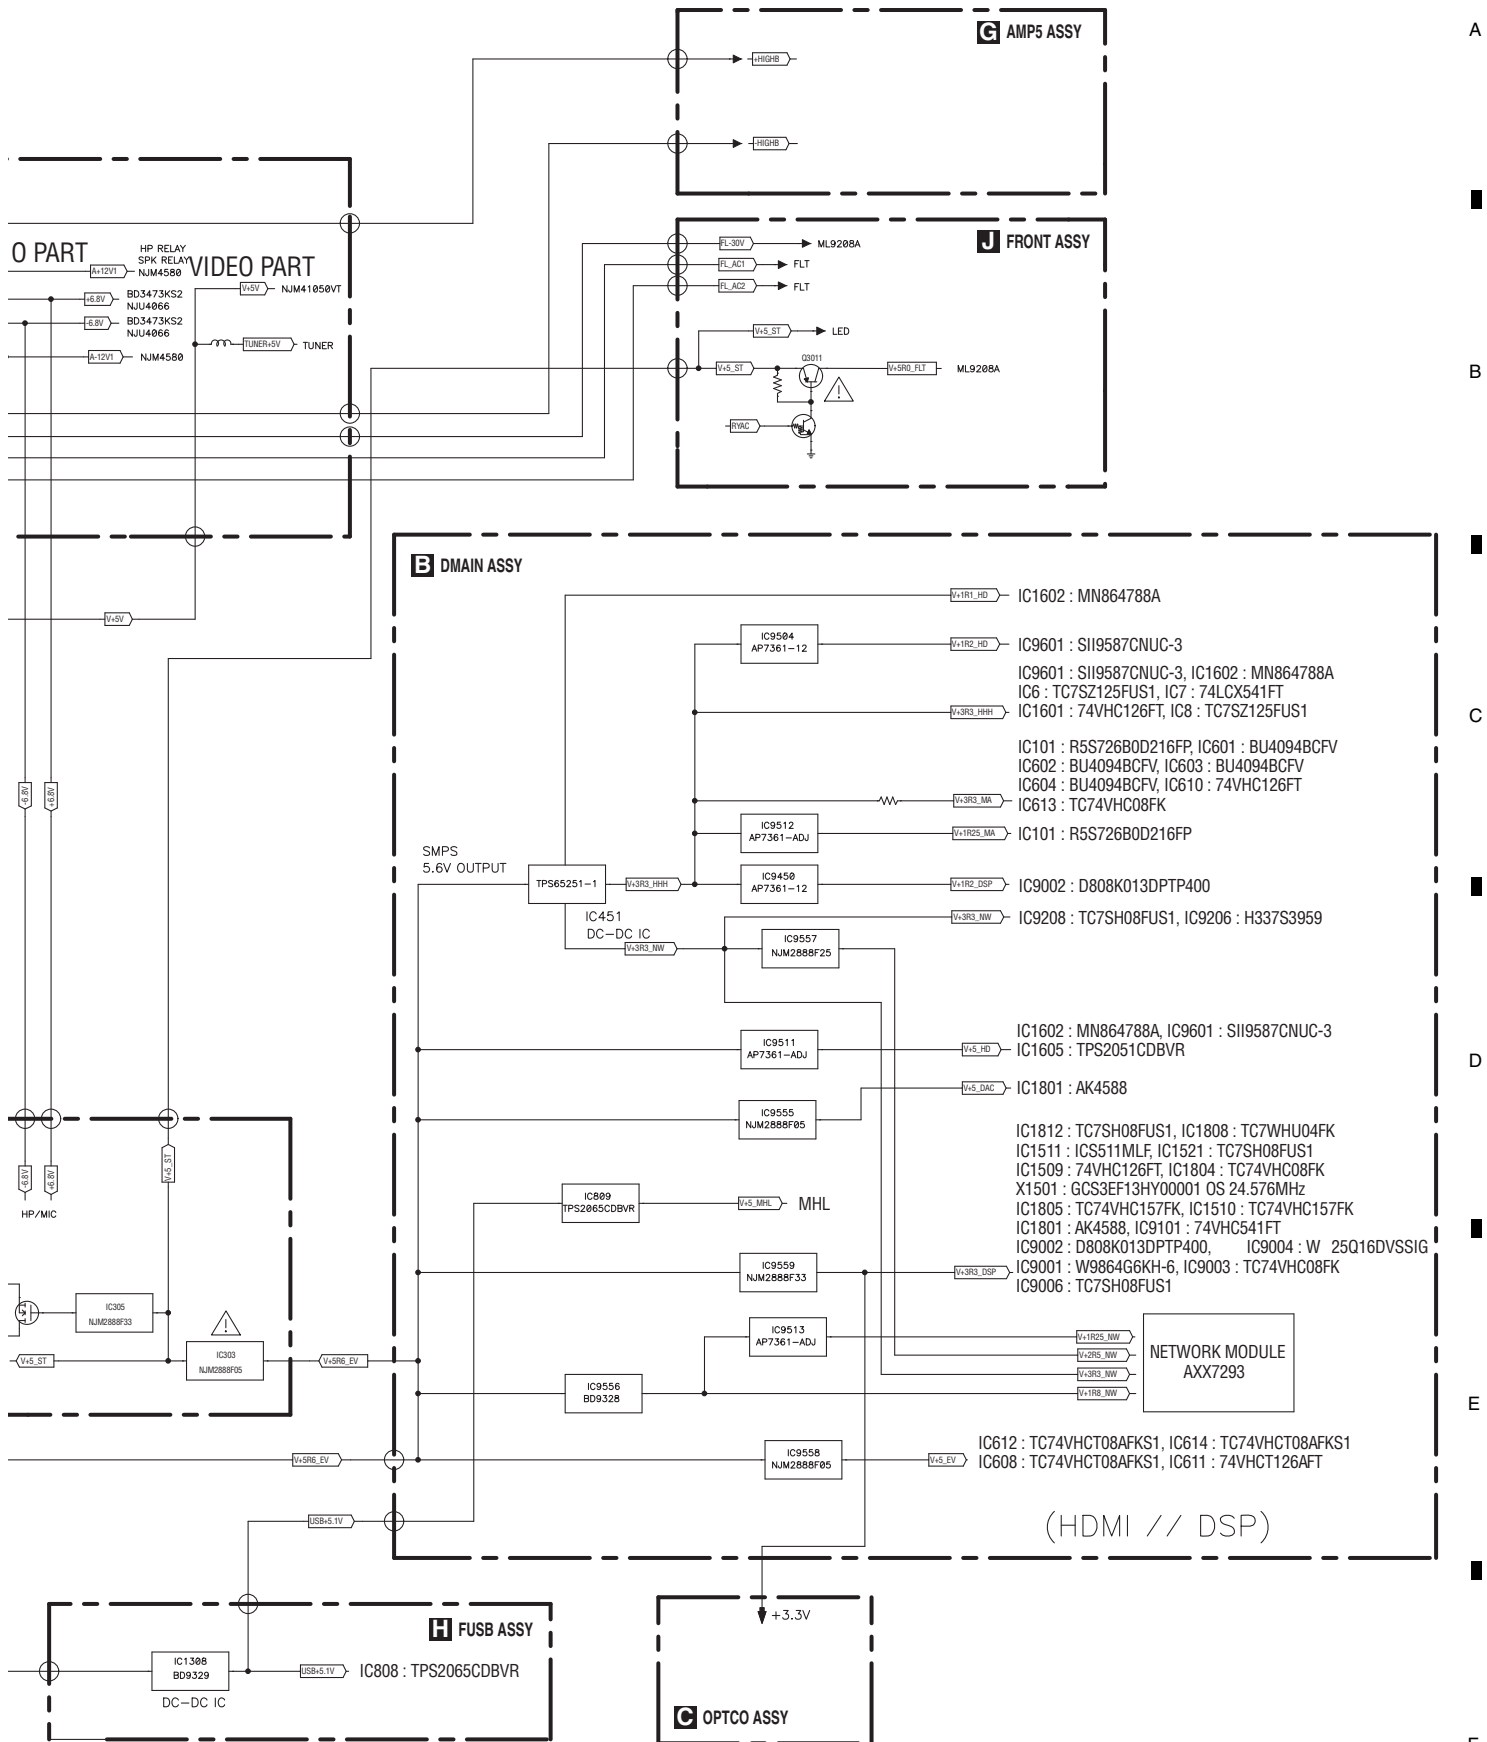 A
G AMP5 ASSY
+HIGHB
-HIGHB
O PART
HP RELAY
SPK RELAY
A+12V1
NJM4580
VIDEO PART
+6.8V
BD3473KS2
NJU4066
V+5V
NJM41050VT
-6.8V
BD3473KS2
NJU4066
TUNER+5V
TUNER
A-12V1
NJM4580
J FRONT ASSY
FL-30V
ML9208A
FL_AC1
FLT
FL_AC2
FLT
V+5_ST
LED
V+5_ST
Q3011
V+5R0_FLT
ML9208A
B
RYAC
V+5V
B DMAIN ASSY
V+1R1_HD
IC1602 : MN864788A
IC9504
AP7361-12
V+1R2_HD
IC9601 : SII9587CNUC-3
IC9601 : SII9587CNUC-3, IC1602 : MN864788A
IC6 : TC7SZ125FUS1, IC7 : 74LCX541FT
V+3R3_HHH
IC1601 : 74VHC126FT, IC8 : TC7SZ125FUS1
C
IC101 : R5S726B0D216FP, IC601 : BU4094BCFV
IC602 : BU4094BCFV, IC603 : BU4094BCFV
IC604 : BU4094BCFV, IC610 : 74VHC126FT
V+3R3_MA
IC613 : TC74VHC08FK
IC9512
AP7361-ADJ
V+1R25_MA
IC101 : R5S726B0D216FP
SMPS
5.6V OUTPUT
TPS65251-1
V+3R3_HHH
IC9450
AP7361-12
V+1R2_DSP
IC9002 : D808K013DPTP400
IC451
DC-DC IC
V+3R3_NW
V+3R3_NW
IC9208 : TC7SH08FUS1, IC9206 : H337S3959
IC9557
NJM2888F25
-6.8V
+6.8V
IC9511
AP7361-ADJ
V+5_HD
IC1602 : MN864788A, IC9601 : SII9587CNUC-3
IC1605 : TPS2051CDBVR
D
V+5_DAC
IC1801 : AK4588
IC9555
NJM2888F05
IC1812 : TC7SH08FUS1, IC1808 : TC7WHU04FK
IC1511 : ICS511MLF, IC1521 : TC7SH08FUS1
IC1509 : 74VHC126FT, IC1804 : TC74VHC08FK
X1501 : GCS3EF13HY00001 OS 24.576MHz
IC1805 : TC74VHC157FK, IC1510 : TC74VHC157FK
IC1801 : AK4588, IC9101 : 74VHC541FT
IC9002 : D808K013DPTP400, IC9004 : W 25Q16DVSSIG
IC9001 : W9864G6KH-6, IC9003 : TC74VHC08FK
IC9006 : TC7SH08FUS1
V+3R3_DSP
IC809
TPS2065CDBVR
V+5_MHL
MHL
IC9559
NJM2888F33
V+5_ST
-6.8V
+6.8V
HP/MIC
IC305
NJM2888F33
IC303
NJM2888F05
V+5_ST
V+5R6_EV
IC9513
AP7361-ADJ
IC9556
BD9328
V+1R25_NW
V+2R5_NW
V+3R3_NW
V+1R8_NW
NETWORK MODULE
AXX7293
E
V+5R6_EV
IC9558
NJM2888F05
V+5_EV
IC612 : TC74VHCT08AFKS1, IC614 : TC74VHCT08AFKS1
IC608 : TC74VHCT08AFKS1, IC611 : 74VHCT126AFT
USB+5.1V
(HDMI // DSP)
H FUSB ASSY
IC1308
BD9329
DC-DC IC
USB+5.1V
IC808 : TPS2065CDBVR
+3.3V
C OPTCO ASSY